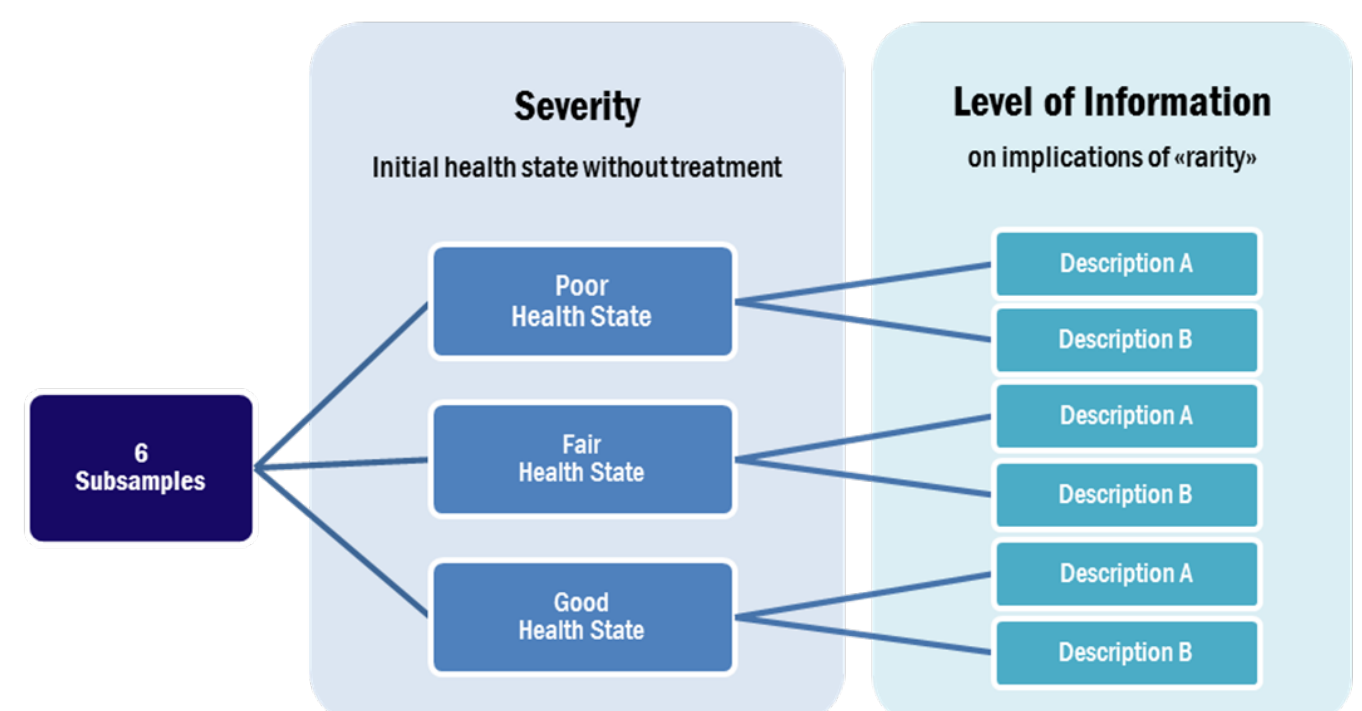 Severity
Initial health state without treatment
Level of Information
on implications of «rarity»
6
Subsamples
Poor
Health State
Fair
Health State
Good
Health State
Description A
Description B
Description A
Description B
Description A
Description B